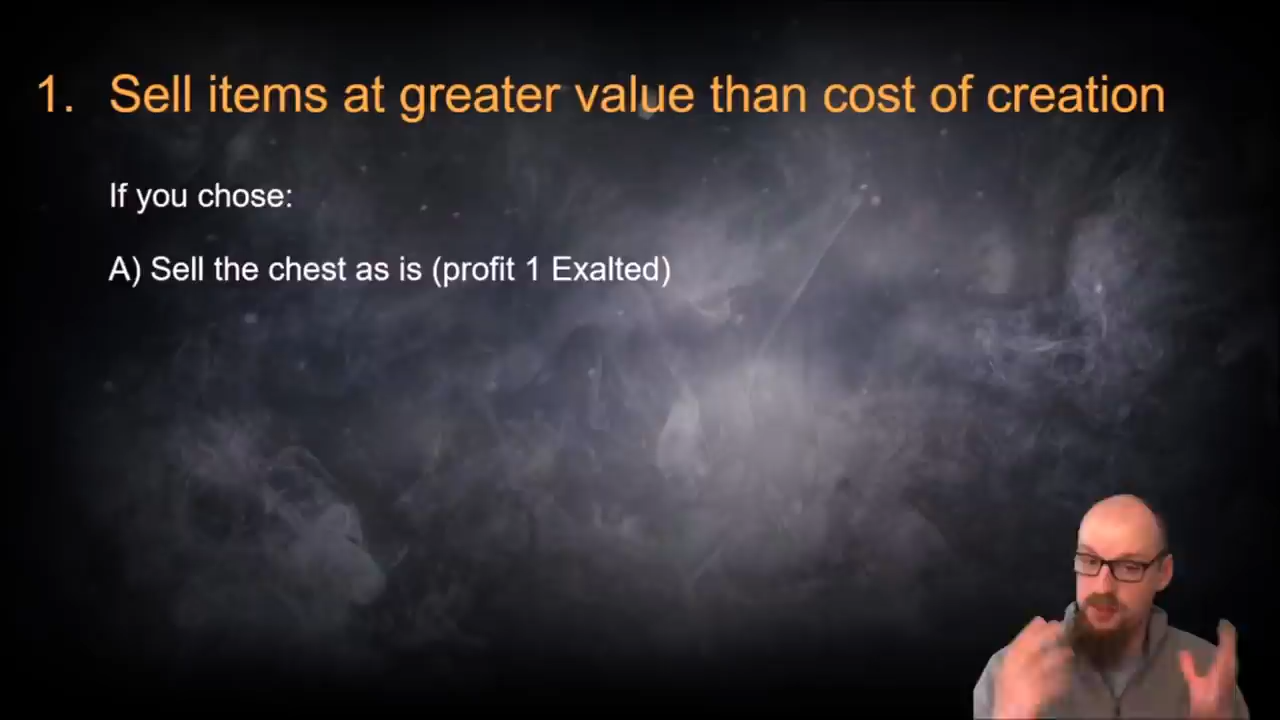 1. Sell items at greater value than cost of creation
If you chose:
A) Sell the chest as is (profit 1 Exalted)